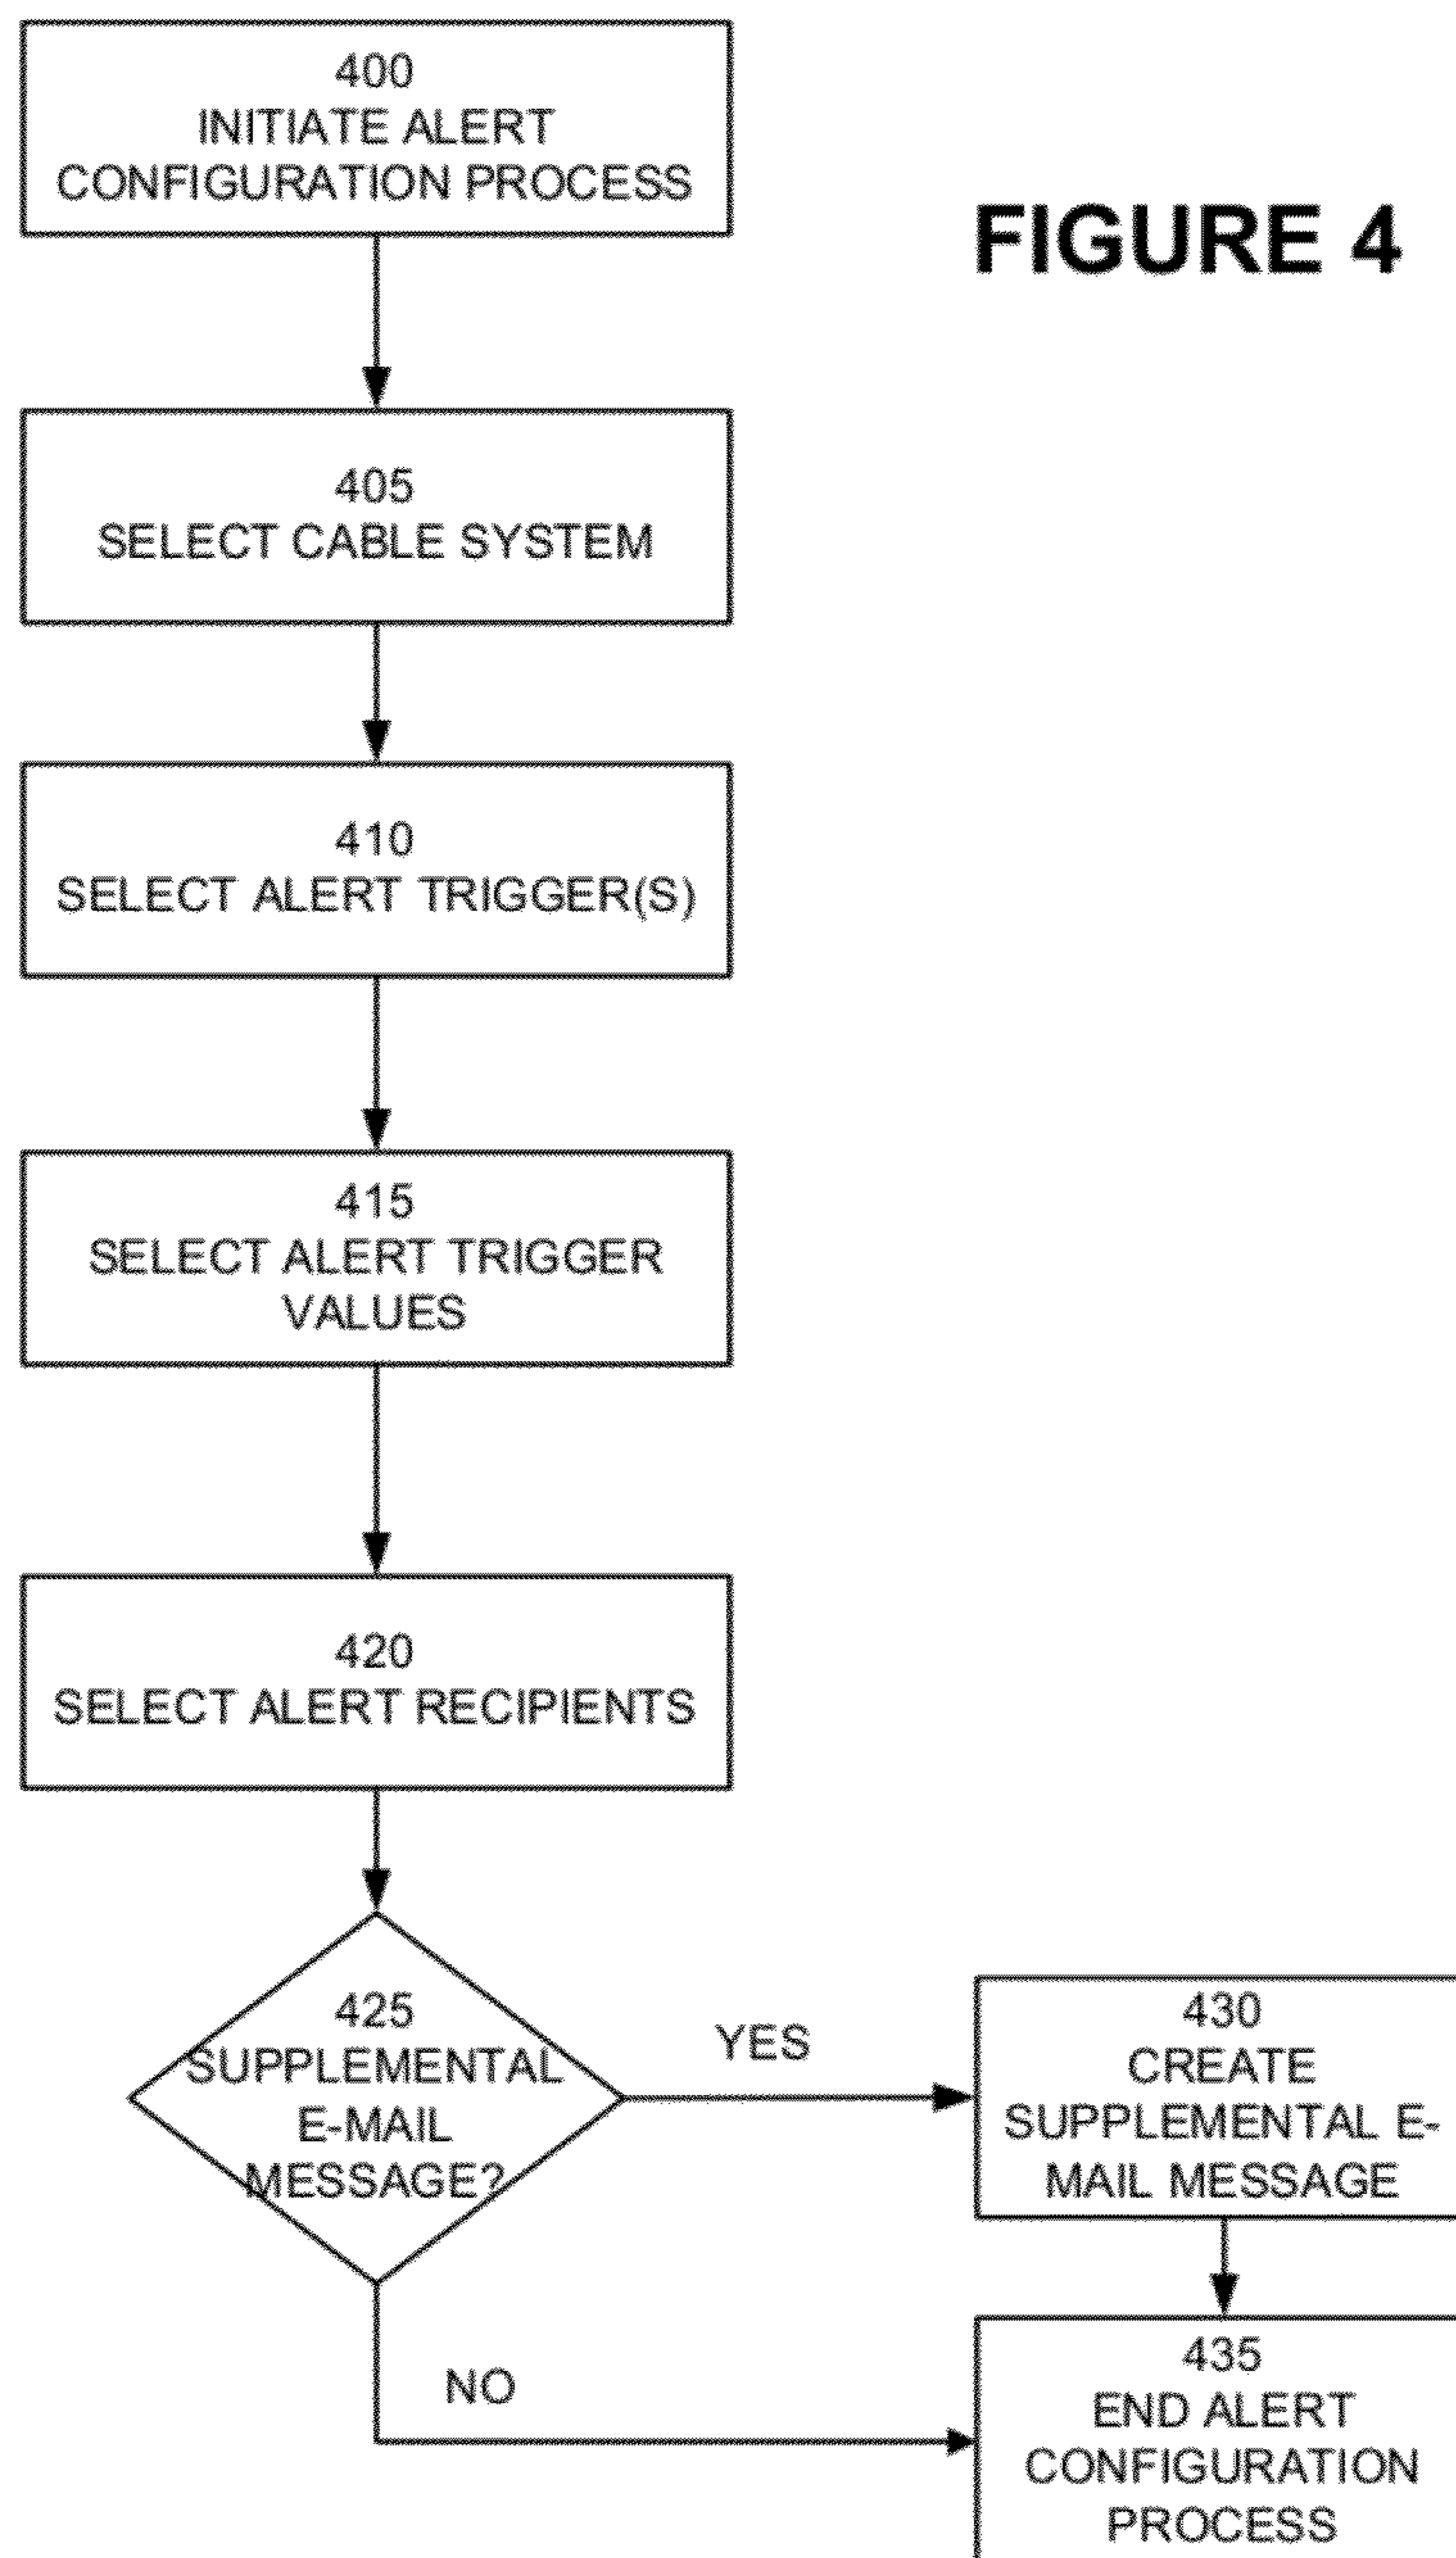 400
INITIATE ALERT
CONFIGURATION PROCESS
FIGURE 4
405
SELECT CABLE SYSTEM
410
SELECT ALERT TRIGGER(S)
415
SELECT ALERT TRIGGER
VALUES
420
SELECT ALERT RECIPIENTS
425
SUPPLEMENTAL
E-MAIL
MESSAGE?
YES
430
CREATE
SUPPLEMENTAL E-
MAIL MESSAGE
NO
435
END ALERT
CONFIGURATION
PROCESS